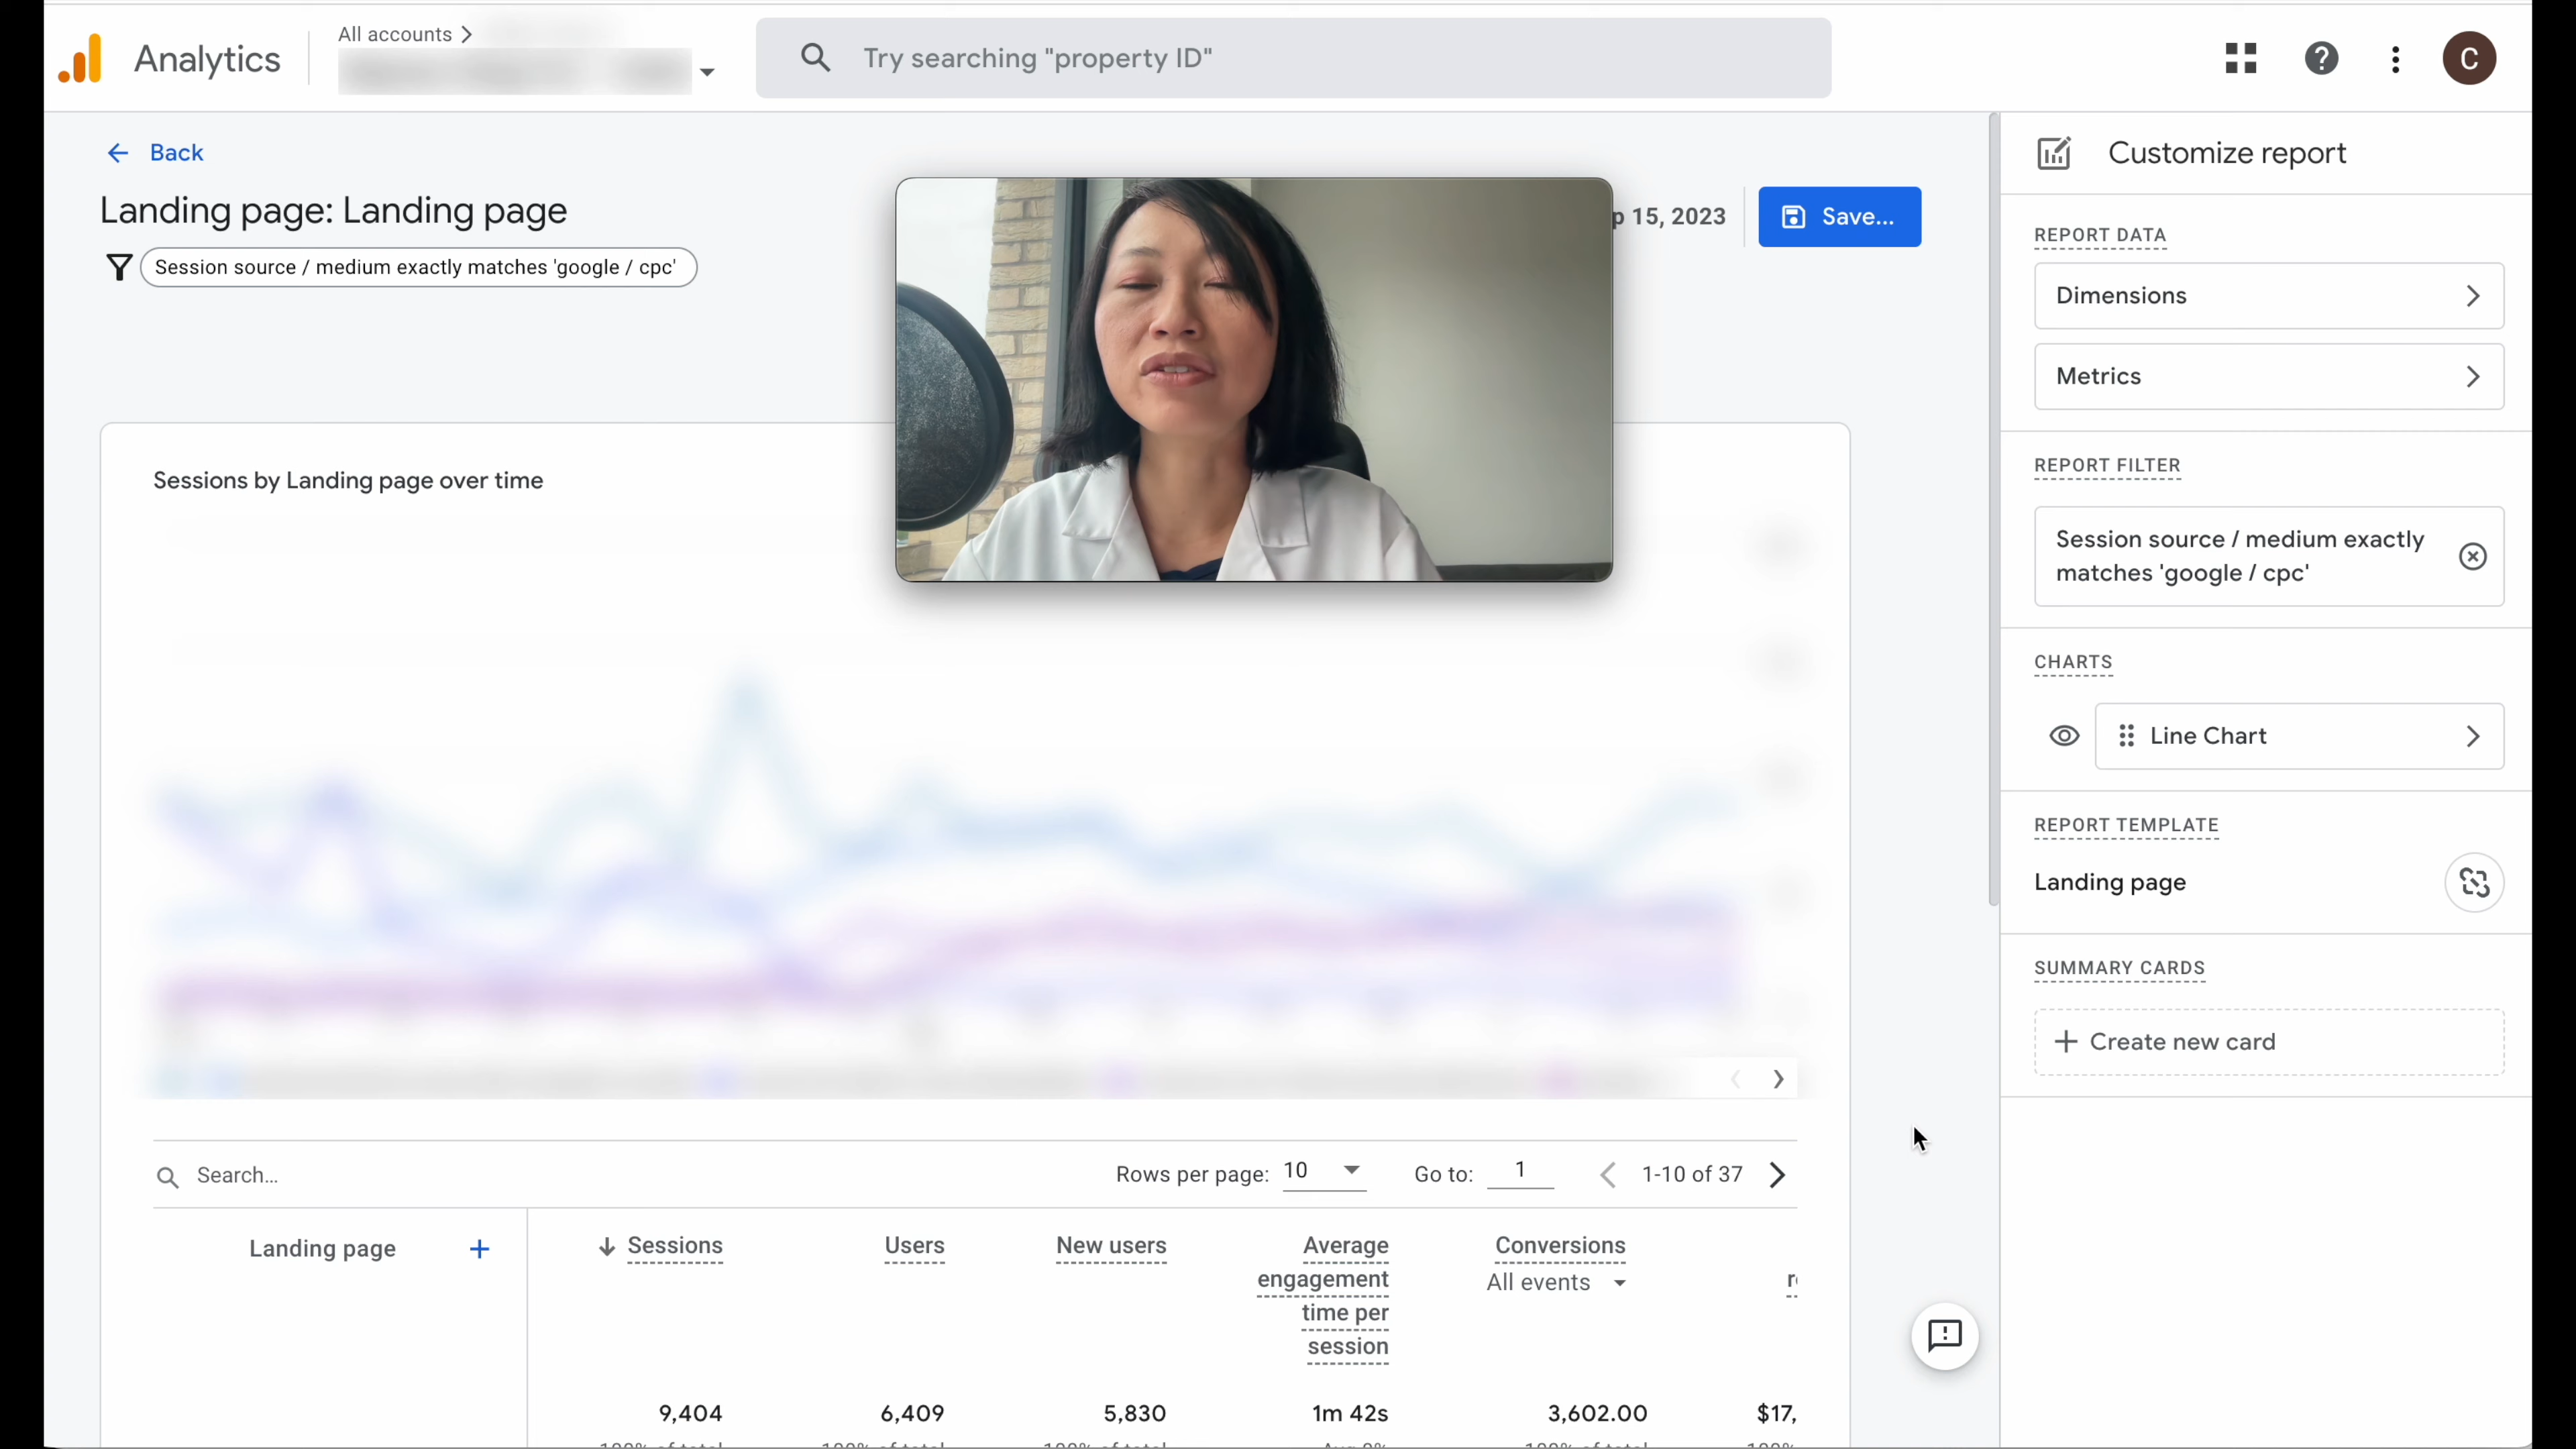 Analytics
All accounts
Try searching "property ID"
C
Back
Landing page: Landing page
Session source / medium exactly matches 'google / cpc'
p 15, 2023
Save...
Sessions by Landing page over time
Search...
Rows per page:
10
Go to:
1
1-10 of 37
Landing page
Sessions
Users
New users
Average
engagement
time per
session
Conversions
All events
9,404
6,409
5,830
1m 42s
3,602.00
$17,
Customize report
REPORT DATA
Dimensions
Metrics
REPORT FILTER
Session source / medium exactly
matches 'google / cpc'
CHARTS
Line Chart
REPORT TEMPLATE
Landing page
SUMMARY CARDS
Create new card